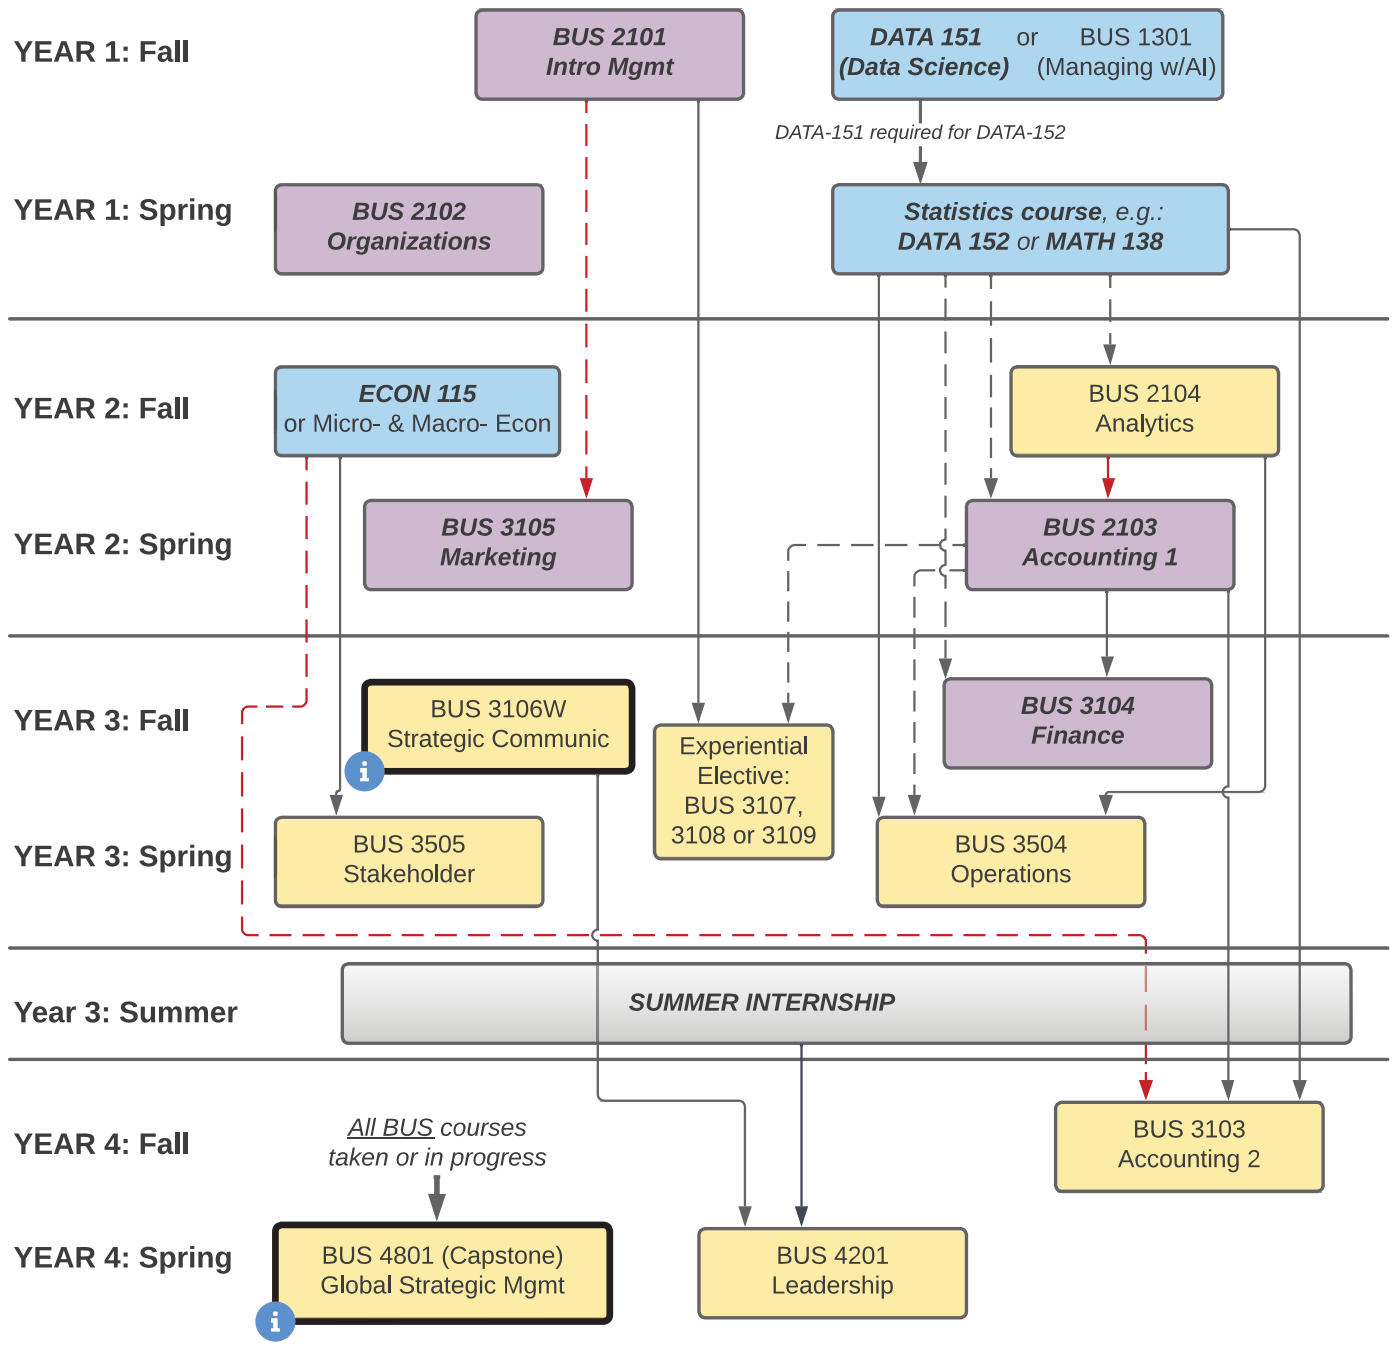 YEAR 1: Fall
BUS 2101
Intro Mgmt
DATA 151 or BUS 1301
(Data Science) (Managing w/AI)
DATA-151 required for DATA-152
YEAR 1: Spring
BUS 2102
Organizations
Statistics course, e.g.:
DATA 152 or MATH 138
YEAR 2: Fall
ECON 115
or Micro- & Macro- Econ
BUS 2104
Analytics
YEAR 2: Spring
BUS 3105
Marketing
BUS 2103
Accounting 1
YEAR 3: Fall
BUS 3106W
Strategic Communic
i
Experiential
Elective:
BUS 3107,
3108 or 3109
BUS 3104
Finance
YEAR 3: Spring
BUS 3505
Stakeholder
BUS 3504
Operations
Year 3: Summer
SUMMER INTERNSHIP
YEAR 4: Fall
All BUS courses
taken or in progress
BUS 3103
Accounting 2
YEAR 4: Spring
BUS 4801 (Capstone)
Global Strategic Mgmt
i
BUS 4201
Leadership